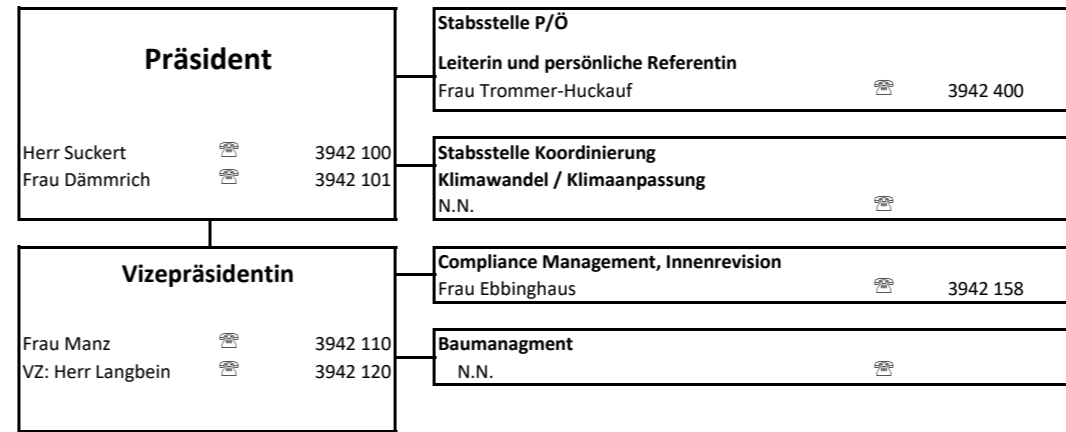 Präsident
Herr Suckert ☏ 3942 100
Frau Dämmrich ☏ 3942 101
Stabsstelle P/Ö
Leiterin und persönliche Referentin
Frau Trommer-Huckauf ☏ 3942 400
Stabsstelle Koordinierung
Klimawandel / Klimaanpassung
N.N. ☏
Vizepräsidentin
Frau Manz ☏ 3942 110
VZ: Herr Langbein ☏ 3942 120
Compliance Management, Innenrevision
Frau Ebbinghaus ☏ 3942 158
Baumanagment
N.N. ☏